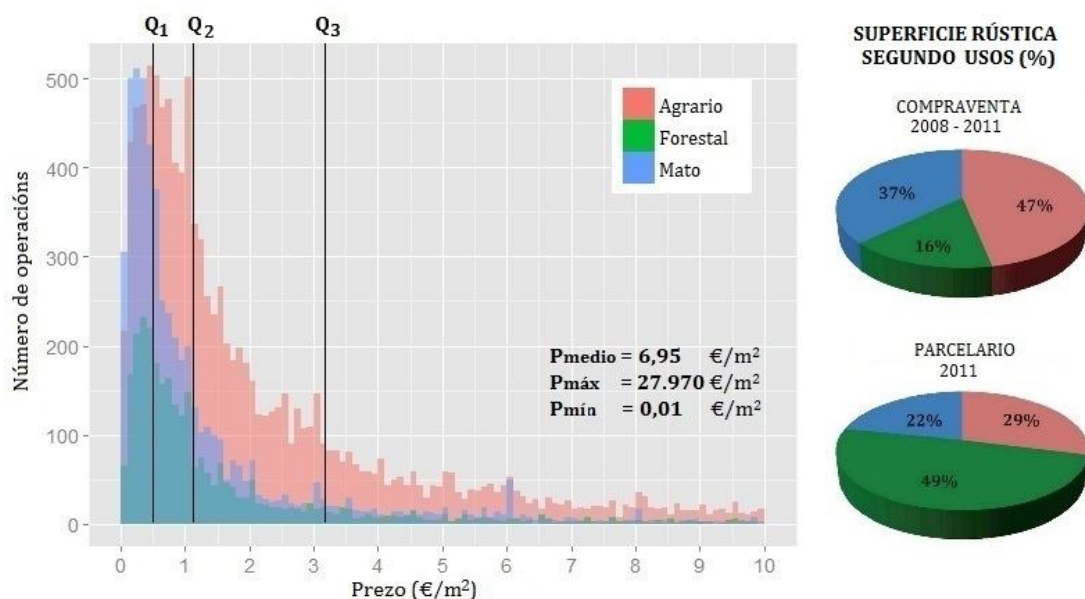 Q1 Q2 Q3
Número de operacións
500
400
300
200
100
0
0 1 2 3 4 5 6 7 8 9 10
Prezo (€/m²)
Agrario
Forestal
Mato
Pmedio = 6,95 €/m²
Pmáx = 27.970 €/m²
Pmín = 0,01 €/m²
SUPERFICIE RÚSTICA
SEGUNDO USOS (%)
COMPRAVENTA
2008 - 2011
37%
47%
16%
PARCELARIO
2011
22%
29%
49%